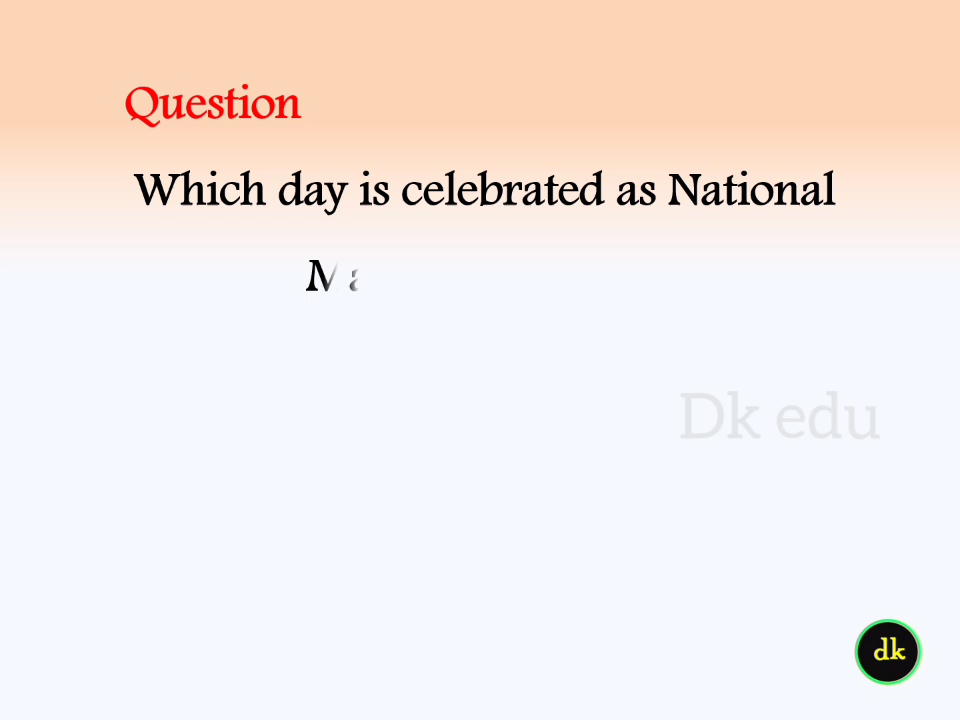 Question
Which day is celebrated as National
Dk edu
dk